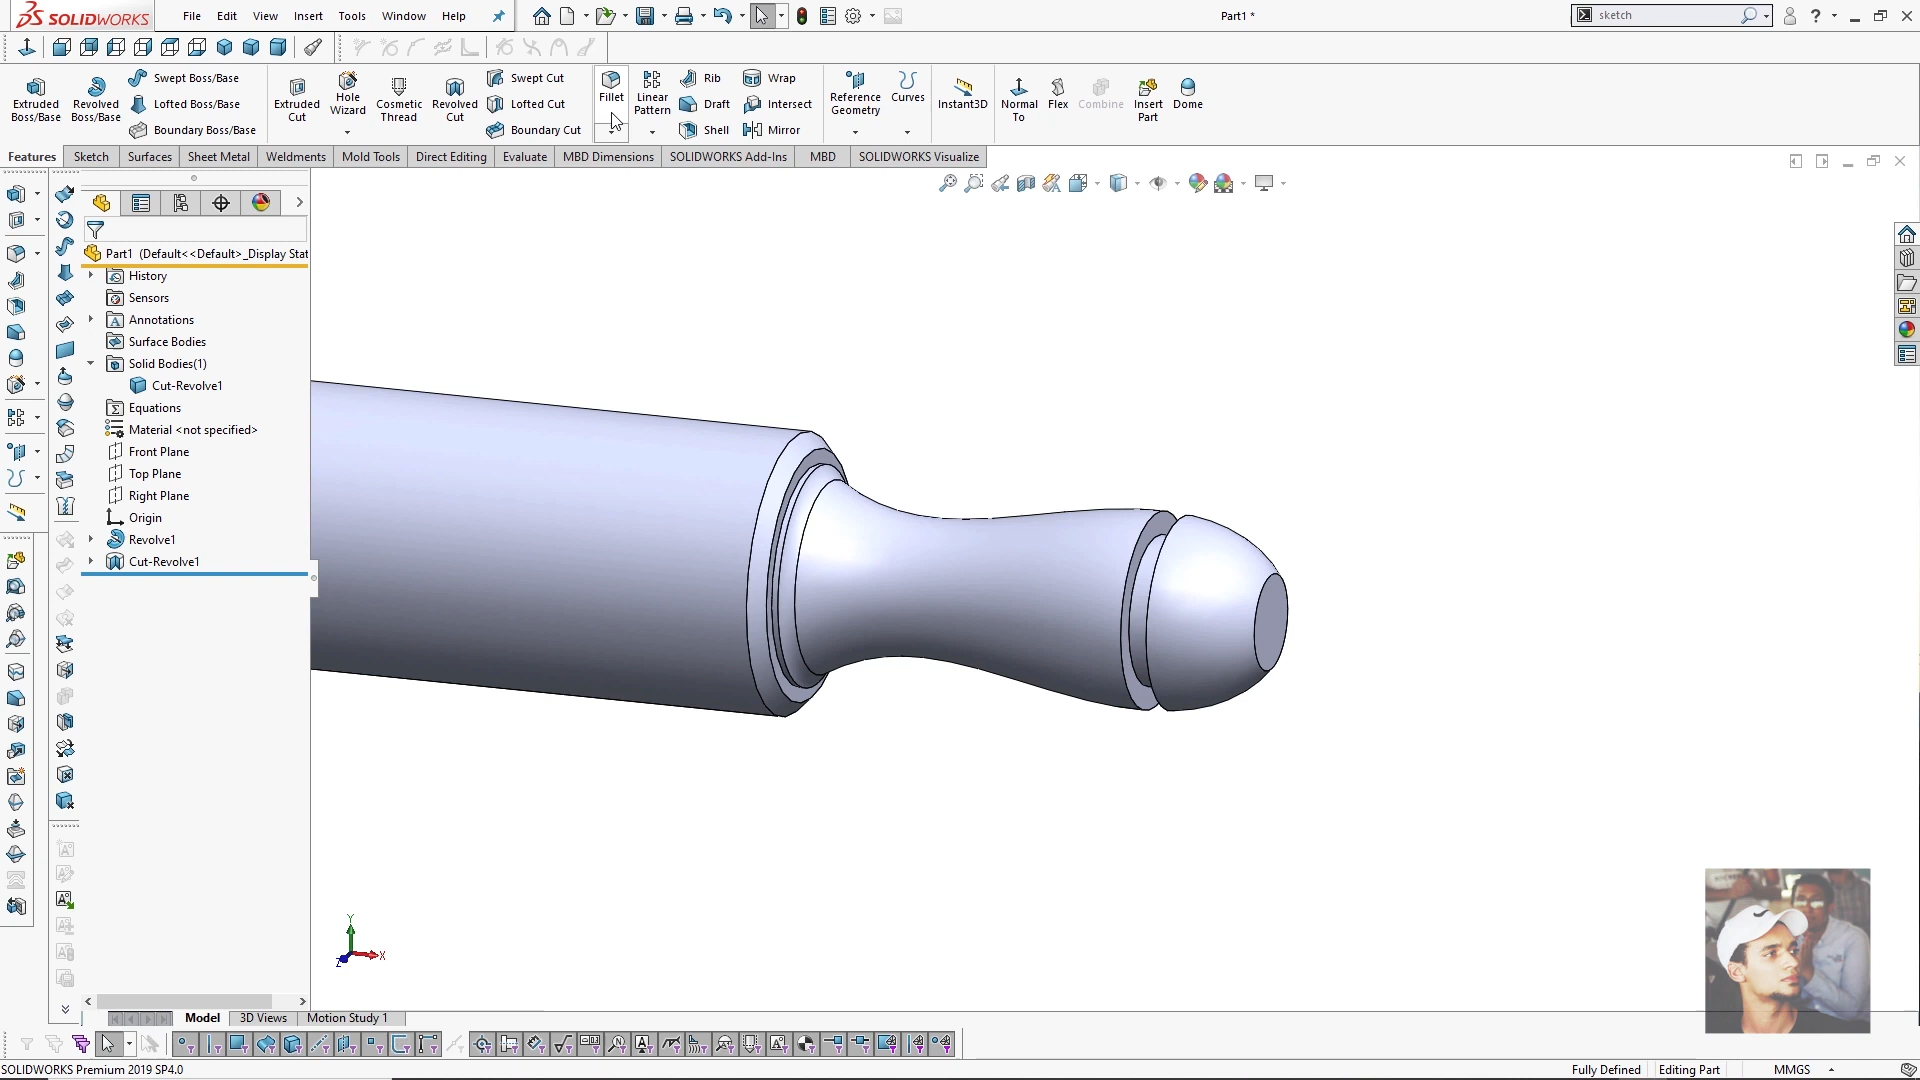 SOLIDWORKS File Edit View Insert Tools Window Help Part1 * sketch
Extruded Boss/Base
Revolved Boss/Base
Swept Boss/Base
Lofted Boss/Base
Boundary Boss/Base
Extruded Cut
Hole Wizard
Cosmetic Thread
Revolved Cut
Swept Cut
Lofted Cut
Boundary Cut
Fillet
Linear Pattern
Rib
Draft
Shell
Wrap
Intersect
Mirror
Reference Geometry
Curves
Instant3D
Normal To
Flex
Combine
Insert Part
Dome
Features Sketch Surfaces Sheet Metal Weldments Mold Tools Direct Editing Evaluate MBD Dimensions SOLIDWORKS Add-Ins MBD SOLIDWORKS Visualize
Part1 (Default<<Default>_Display Stat
History
Sensors
Annotations
Surface Bodies
Solid Bodies(1)
Cut-Revolve1
Equations
Material <not specified>
Front Plane
Top Plane
Right Plane
Origin
Revolve1
Cut-Revolve1
Y
X
Z
Model 3D Views Motion Study 1
SOLIDWORKS Premium 2019 SP4.0 Fully Defined Editing Part MMGS